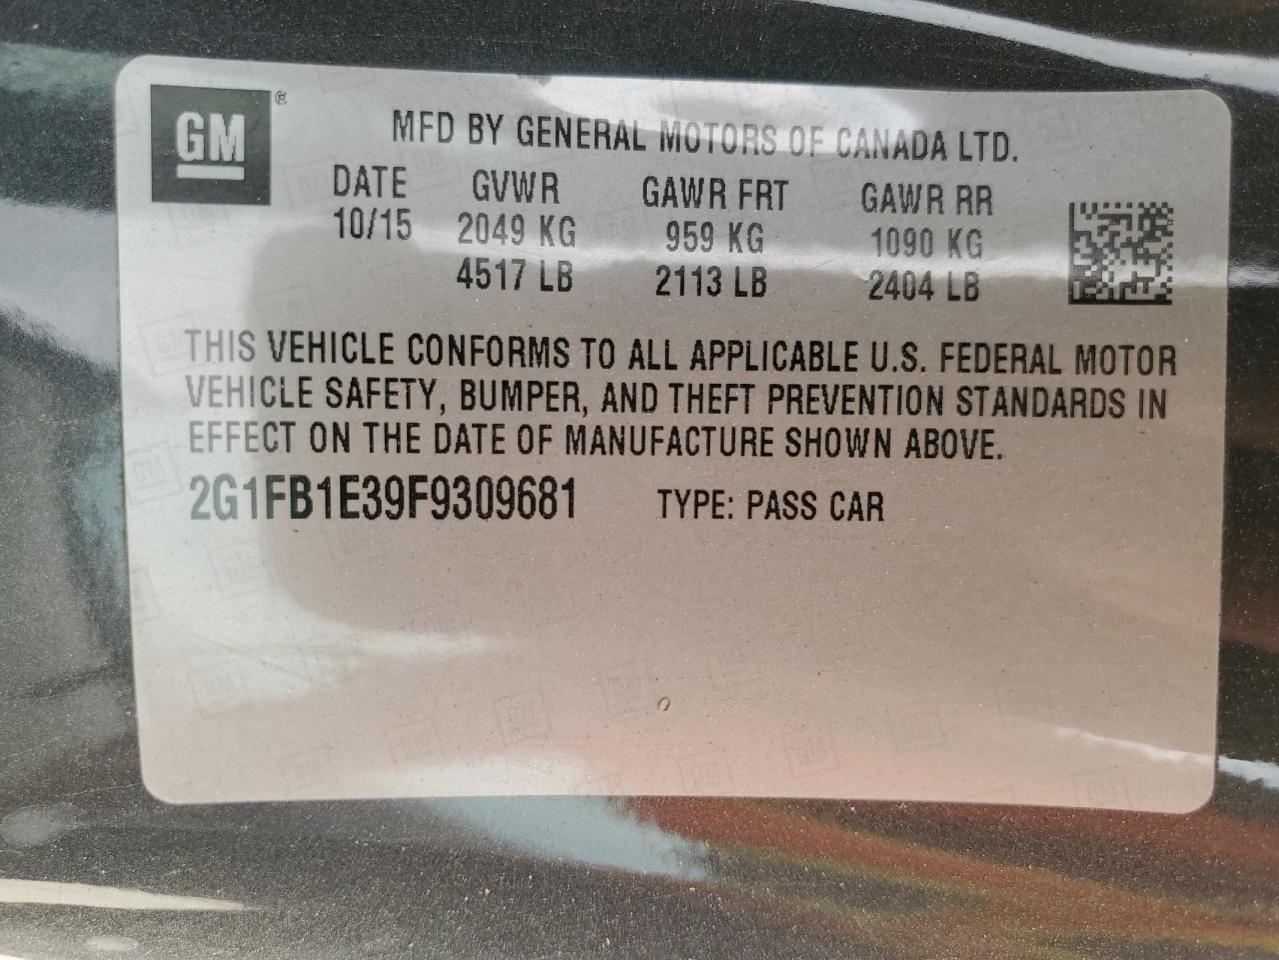 GM ®
MFD BY GENERAL MOTORS OF CANADA LTD.
DATE GVWR GAWR FRT GAWR RR
10/15 2049 KG 959 KG 1090 KG
4517 LB 2113 LB 2404 LB
THIS VEHICLE CONFORMS TO ALL APPLICABLE U.S. FEDERAL MOTOR
VEHICLE SAFETY, BUMPER, AND THEFT PREVENTION STANDARDS IN
EFFECT ON THE DATE OF MANUFACTURE SHOWN ABOVE.
2G1FB1E39F9309681 TYPE: PASS CAR